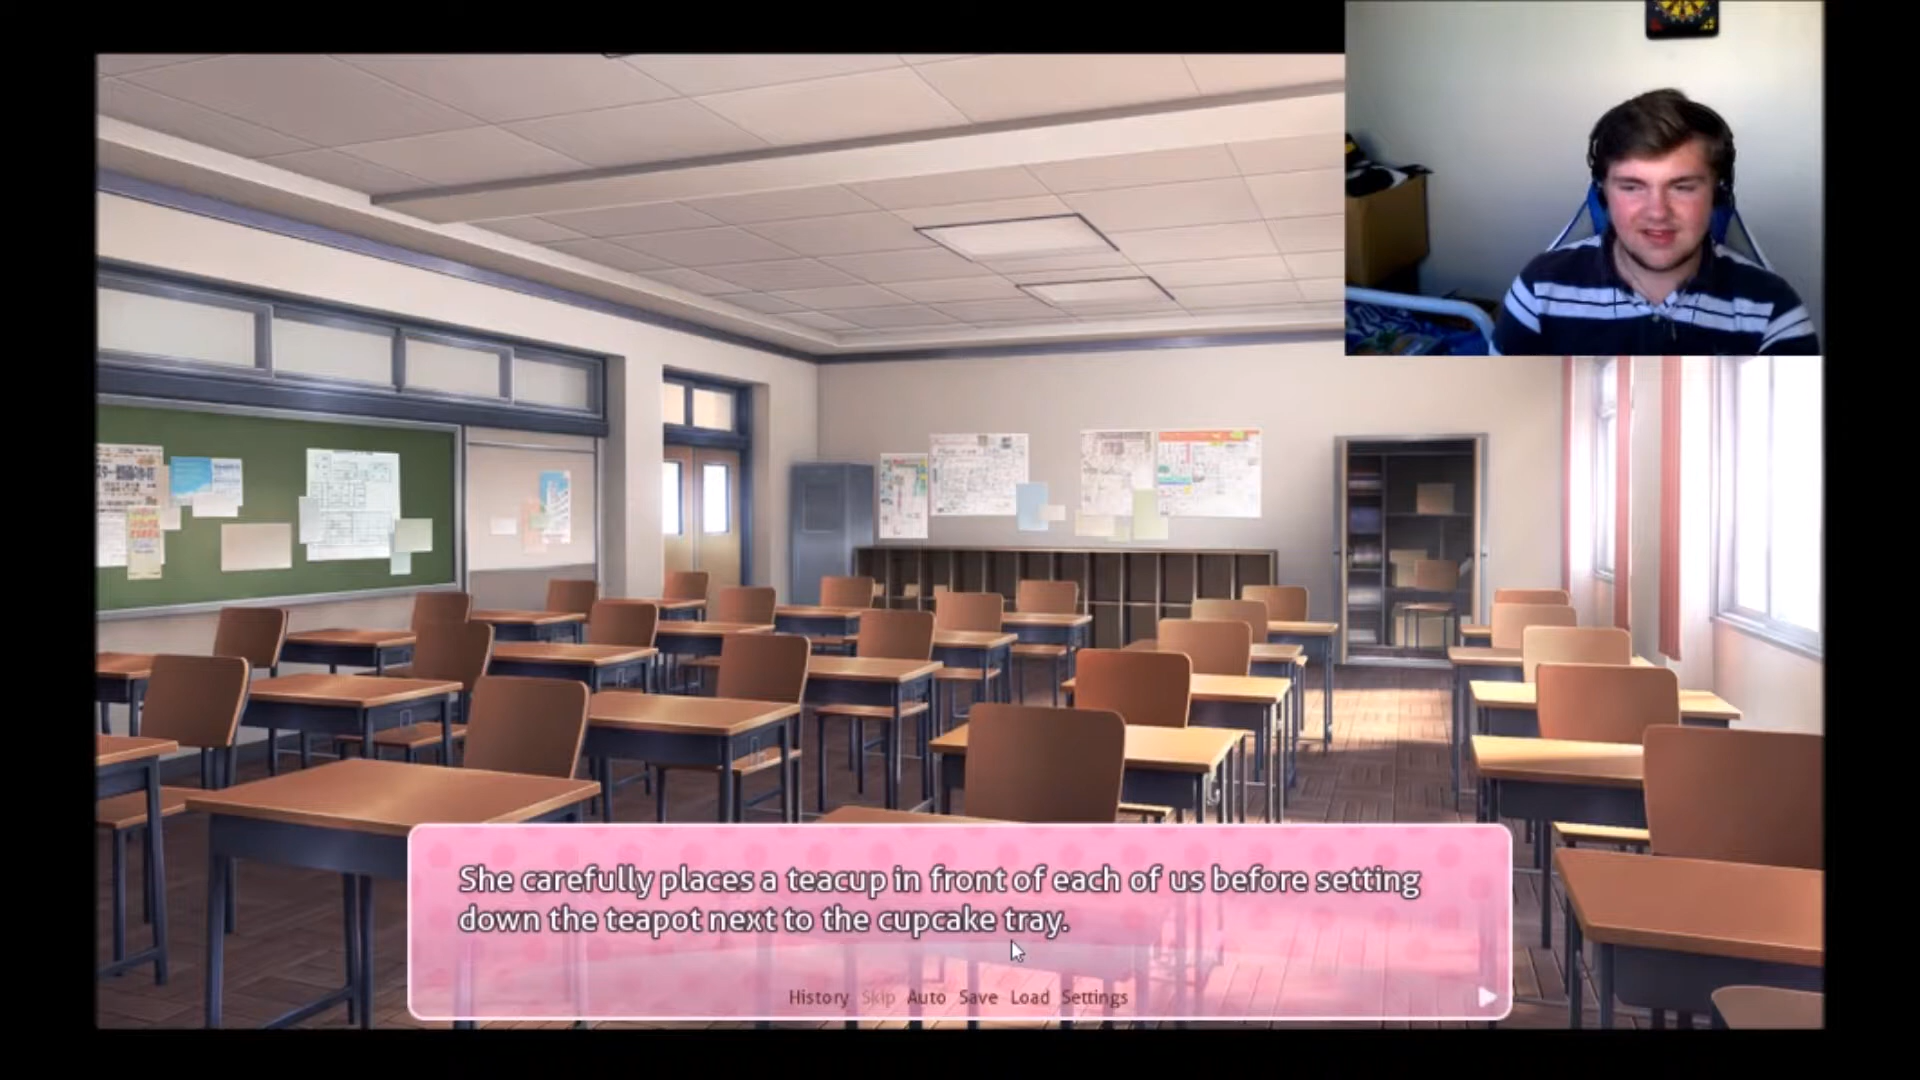 She carefully places a teacup in front of each of us before setting
down the teapot next to the cupcake tray.
History Skip Auto Save Load Settings